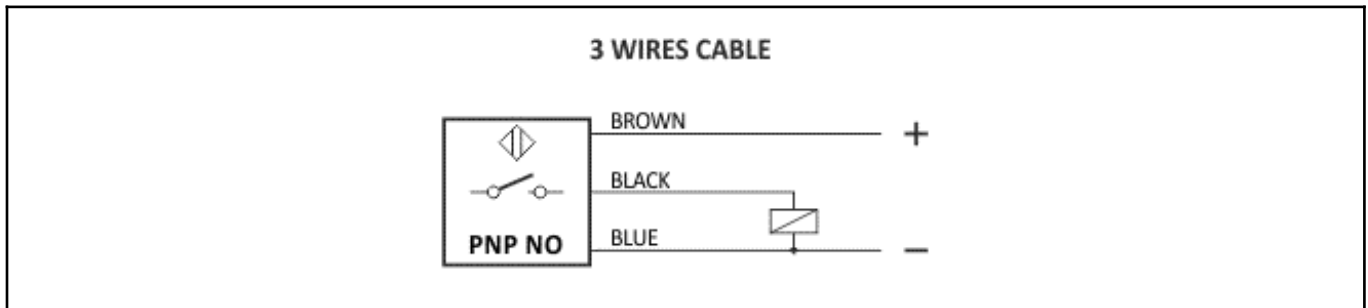 3 WIRES CABLE
BROWN
+
BLACK
PNP NO
BLUE
−